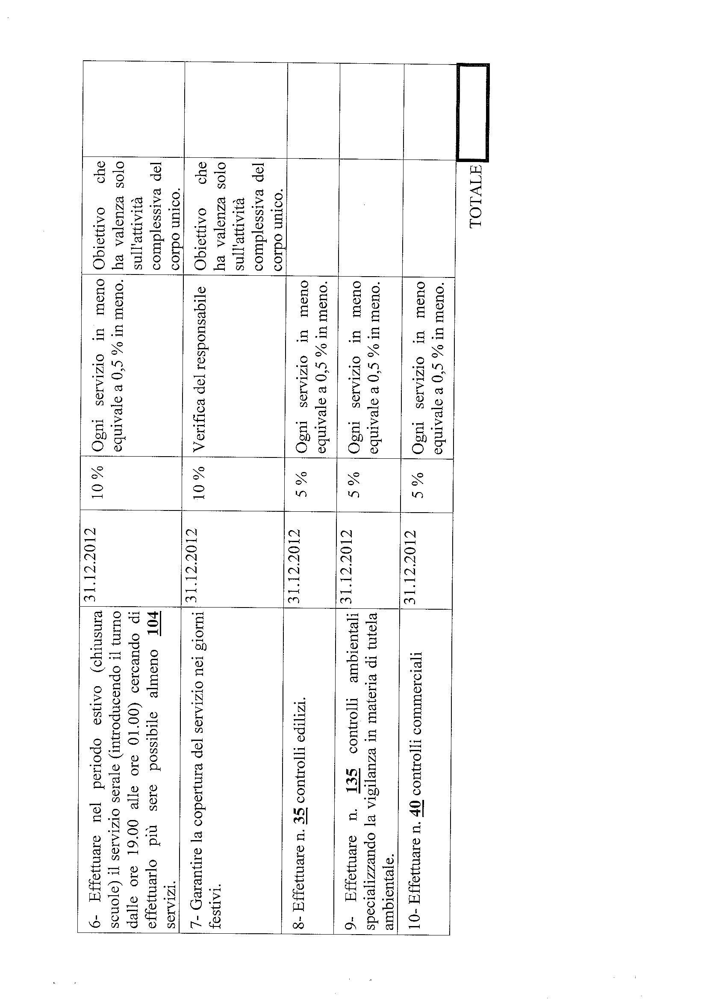 6- Effettuare nel periodo estivo (chiusura
scuole) il servizio serale (introducendo il turno
dalle ore 19.00 alle ore 01.00) cercando di
effettuarlo più sere possibile almeno 104
servizi.
31.12.2012
10 %
Ogni servizio in meno
equivale a 0,5 % in meno.
Obiettivo che
ha valenza solo
sull'attività
complessiva del
corpo unico.
7- Garantire la copertura del servizio nei giorni
festivi.
31.12.2012
10 %
Verifica del responsabile
Obiettivo che
ha valenza solo
sull'attività
complessiva del
corpo unico.
8- Effettuare n. 35 controlli edilizi.
31.12.2012
5 %
Ogni servizio in meno
equivale a 0,5 % in meno.
9- Effettuare n. 135 controlli ambientali
specializzando la vigilanza in materia di tutela
ambientale.
31.12.2012
5 %
Ogni servizio in meno
equivale a 0,5 % in meno.
10- Effettuare n. 40 controlli commerciali
31.12.2012
5 %
Ogni servizio in meno
equivale a 0,5 % in meno.
TOTALE